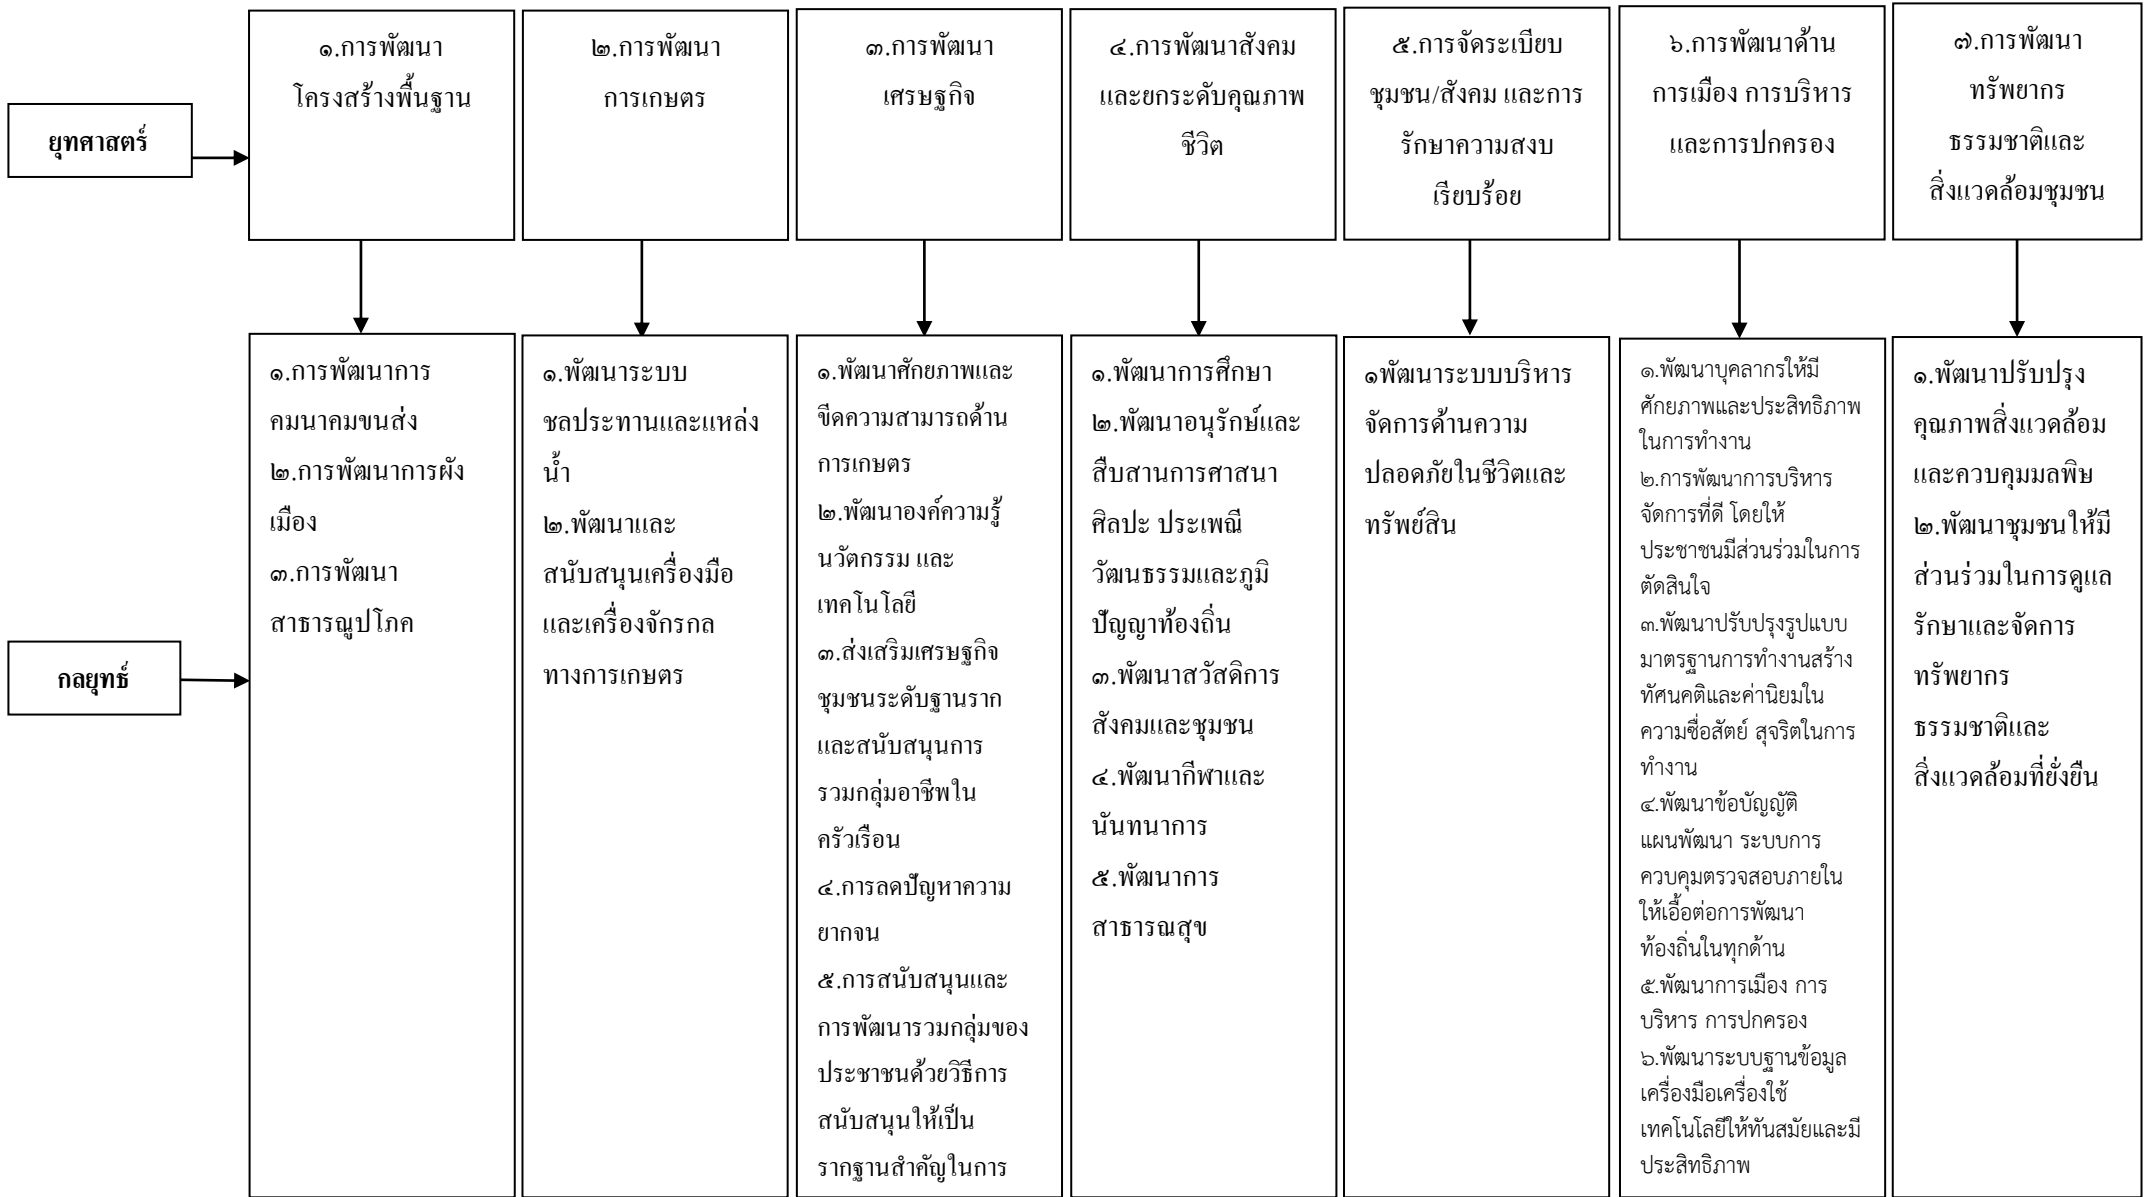 ยุทศาสตร์
๑.การพัฒนา
โครงสร้างพื้นฐาน
๒.การพัฒนา
การเกษตร
๓.การพัฒนา
เศรษฐกิจ
๔.การพัฒนาสังคม
และยกระดับคุณภาพ
ชีวิต
๕.การจัดระเบียบ
ชุมชน/สังคม และการ
รักษาความสงบ
เรียบร้อย
๖.การพัฒนาด้าน
การเมือง การบริหาร
และการปกครอง
๗.การพัฒนา
ทรัพยากร
ธรรมชาติและ
สิ่งแวดล้อมชุมชน
กลยุทธ์
๑.การพัฒนาการ
คมนาคมขนส่ง
๒.การพัฒนาการผัง
เมือง
๓.การพัฒนา
สาธารณูปโภค
๑.พัฒนาระบบ
ชลประทานและแหล่ง
น้ำ
๒.พัฒนาและ
สนับสนุนเครื่องมือ
และเครื่องจักรกล
ทางการเกษตร
๑.พัฒนาศักยภาพและ
ขีดความสามารถด้าน
การเกษตร
๒.พัฒนาองค์ความรู้
นวัตกรรม และ
เทคโนโลยี
๓.ส่งเสริมเศรษฐกิจ
ชุมชนระดับฐานราก
และสนับสนุนการ
รวมกลุ่มอาชีพใน
ครัวเรือน
๔.การลดปัญหาความ
ยากจน
๕.การสนับสนุนและ
การพัฒนารวมกลุ่มของ
ประชาชนด้วยวิธีการ
สนับสนุนให้เป็น
รากฐานสำคัญในการ
๑.พัฒนาการศึกษา
๒.พัฒนาอนุรักษ์และ
สืบสานการศาสนา
ศิลปะ ประเพณี
วัฒนธรรมและภูมิ
ปัญญาท้องถิ่น
๓.พัฒนาสวัสดิการ
สังคมและชุมชน
๔.พัฒนากีฬาและ
นันทนาการ
๕.พัฒนาการ
สาธารณสุข
๑พัฒนาระบบบริหาร
จัดการด้านความ
ปลอดภัยในชีวิตและ
ทรัพย์สิน
๑.พัฒนาบุคลากรให้มี
ศักยภาพและประสิทธิภาพ
ในการทำงาน
๒.การพัฒนาการบริหาร
จัดการที่ดี โดยให้
ประชาชนมีส่วนร่วมในการ
ตัดสินใจ
๓.พัฒนาปรับปรุงรูปแบบ
มาตรฐานการทำงานสร้าง
ทัศนคติและค่านิยมใน
ความซื่อสัตย์ สุจริตในการ
ทำงาน
๔.พัฒนาข้อบัญญัติ
แผนพัฒนา ระบบการ
ควบคุมตรวจสอบภายใน
ให้เอื้อต่อการพัฒนา
ท้องถิ่นในทุกด้าน
๕.พัฒนาการเมือง การ
บริหาร การปกครอง
๖.พัฒนาระบบฐานข้อมูล
เครื่องมือเครื่องใช้
เทคโนโลยีให้ทันสมัยและมี
ประสิทธิภาพ
๑.พัฒนาปรับปรุง
คุณภาพสิ่งแวดล้อม
และควบคุมมลพิษ
๒.พัฒนาชุมชนให้มี
ส่วนร่วมในการดูแล
รักษาและจัดการ
ทรัพยากร
ธรรมชาติและ
สิ่งแวดล้อมที่ยั่งยืน